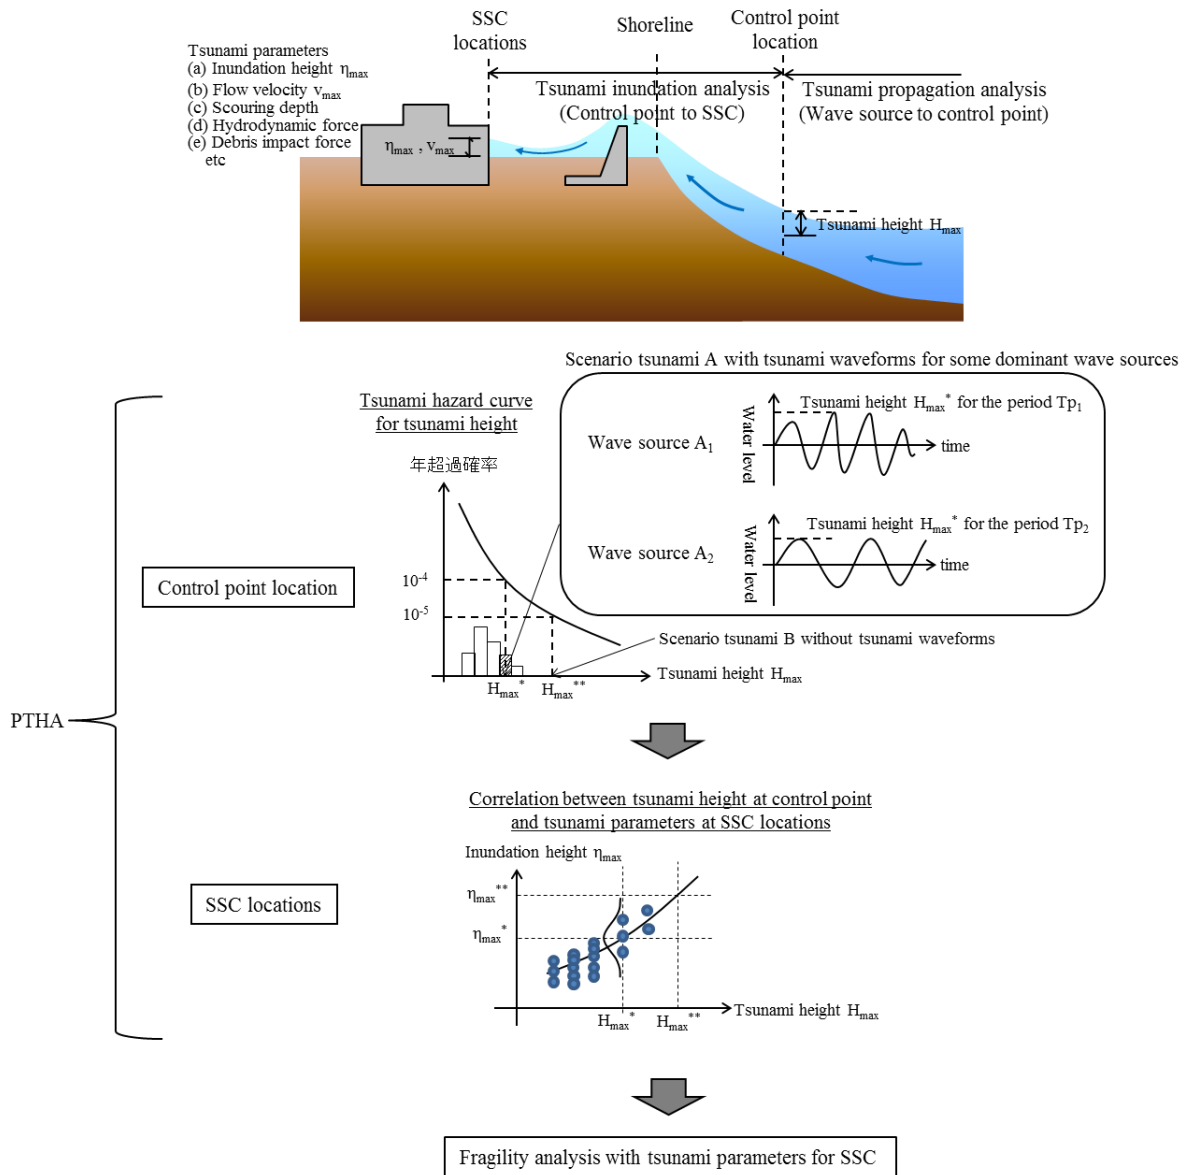 SSC
locations
Shoreline
Control point
location
Tsunami parameters
(a) Inundation height ηmax
(b) Flow velocity vmax
(c) Scouring depth
(d) Hydrodynamic force
(e) Debris impact force
etc
Tsunami inundation analysis
(Control point to SSC)
Tsunami propagation analysis
(Wave source to control point)
ηmax , vmax
Tsunami height Hmax
Scenario tsunami A with tsunami waveforms for some dominant wave sources
Tsunami hazard curve
for tsunami height
年超過確率
Wave source A1
Water level
Tsunami height Hmax* for the period Tp1
time
Wave source A2
Water level
Tsunami height Hmax* for the period Tp2
time
Control point location
10-4
10-5
Scenario tsunami B without tsunami waveforms
Tsunami height Hmax
Hmax*
Hmax**
PTHA
Correlation between tsunami height at control point
and tsunami parameters at SSC locations
Inundation height ηmax
SSC locations
ηmax**
ηmax*
Hmax*
Hmax**
Tsunami height Hmax
Fragility analysis with tsunami parameters for SSC